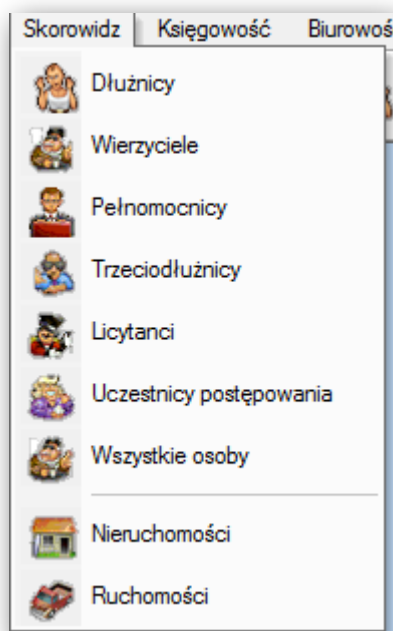 Skorowidz Księgowość
Dłużnicy
Wierzyciele
Pełnomocnicy
Trzeciodłużnicy
Licytanci
Uczestnicy postępowania
Wszystkie osoby
Nieruchomości
Ruchomości